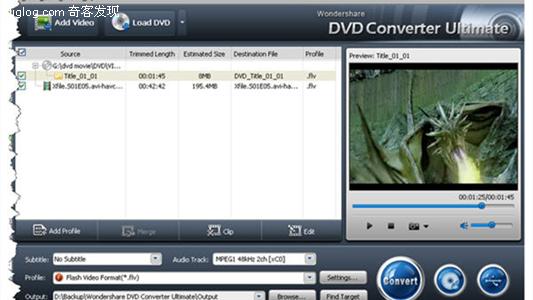 uglog.com 奇客发现
Wondershare
DVD Converter Ultimate
Add Video
Load DVD
Source Trimmed Length Estimated Size Destination File Profile
G:\dvd movie\DVD\VI...
Title_01_01 00:01:45 8MB DVD_Title_01_01 .flv
Xfile.S01E05.avi-havc... 00:42:42 195.4MB Xfile.S01E05.avi-ha... .flv
Preview: Title_01_01
00:01:25/00:01:45
Add Profile Merge Clip Edit
Subtitle: No Subtitle Audio Track: MPEG1 48kHz 2ch [xC0]
Profile: Flash Video Format(*.flv) Settings...
Output: D:\Backup\Wondershare DVD Converter Ultimate\Output Browse... Find Target
Convert